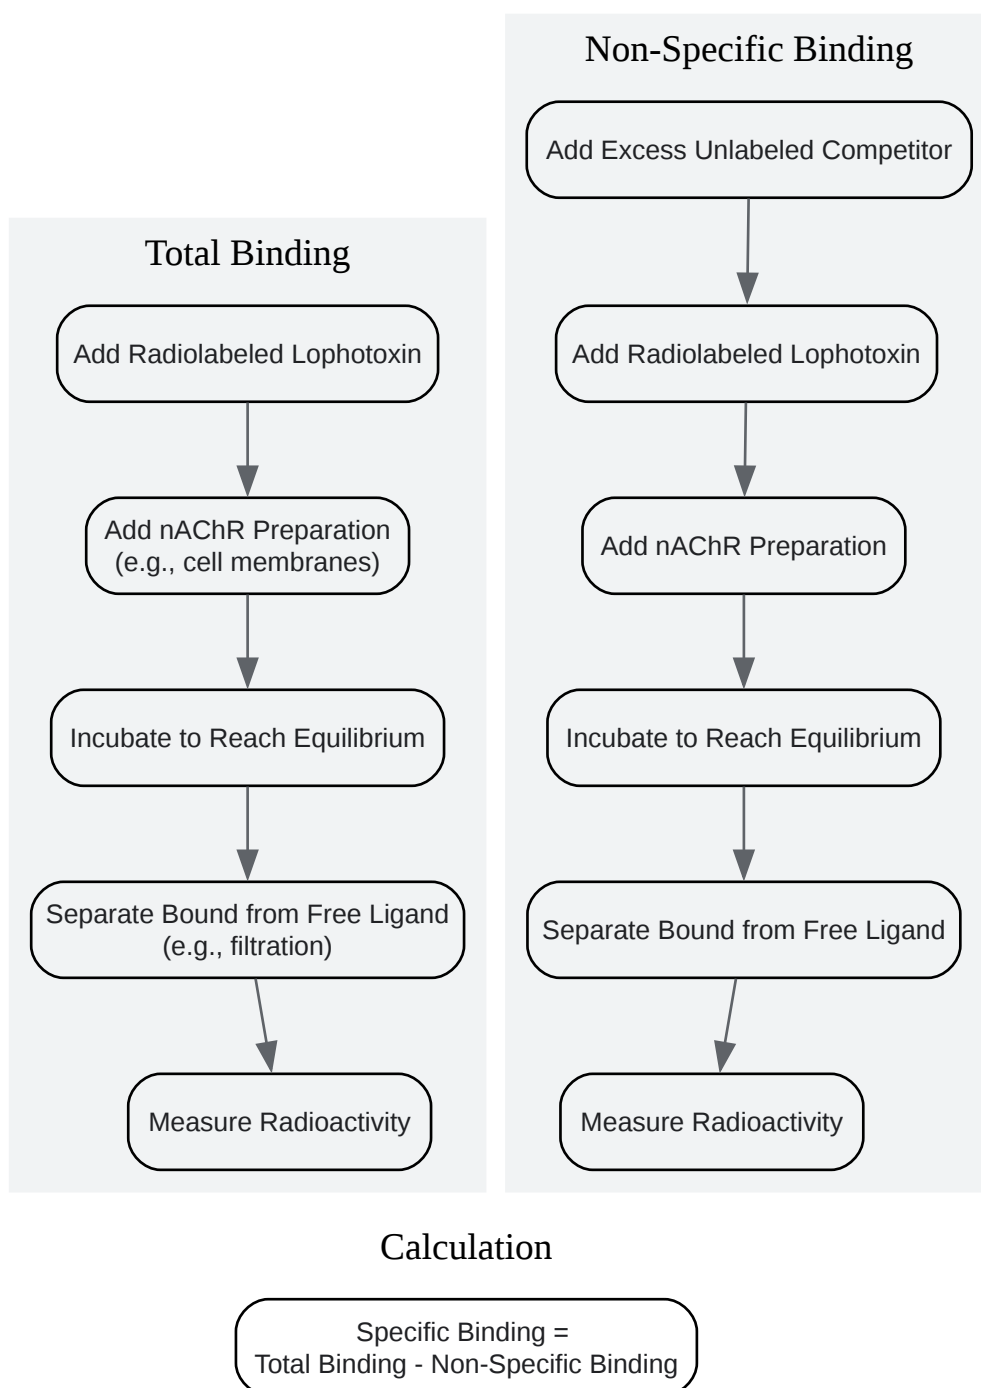 Total Binding
Add Radiolabeled Lophotoxin
Add nAChR Preparation
(e.g., cell membranes)
Incubate to Reach Equilibrium
Separate Bound from Free Ligand
(e.g., filtration)
Measure Radioactivity
Non-Specific Binding
Add Excess Unlabeled Competitor
Add Radiolabeled Lophotoxin
Add nAChR Preparation
Incubate to Reach Equilibrium
Separate Bound from Free Ligand
Measure Radioactivity
Calculation
Specific Binding =
Total Binding - Non-Specific Binding